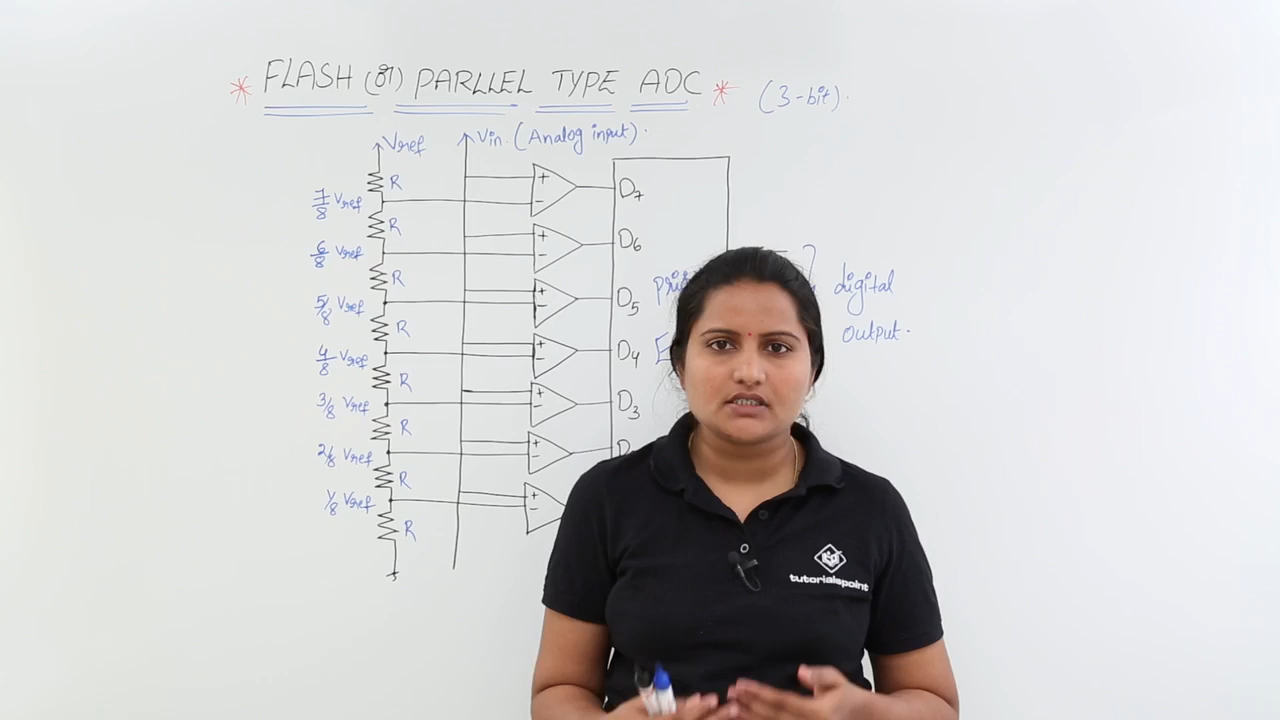 * FLASH (or) PARLLEL TYPE ADC * (3-bit).
Vref Vin. (Analog input).
R + D7
7/8 Vref -
R + D6
6/8 Vref -
R + D5 digital
5/8 Vref - output.
R + D4
4/8 Vref -
R + D3
3/8 Vref -
R +
2/8 Vref -
R +
1/8 Vref -
R
tutorialspoint